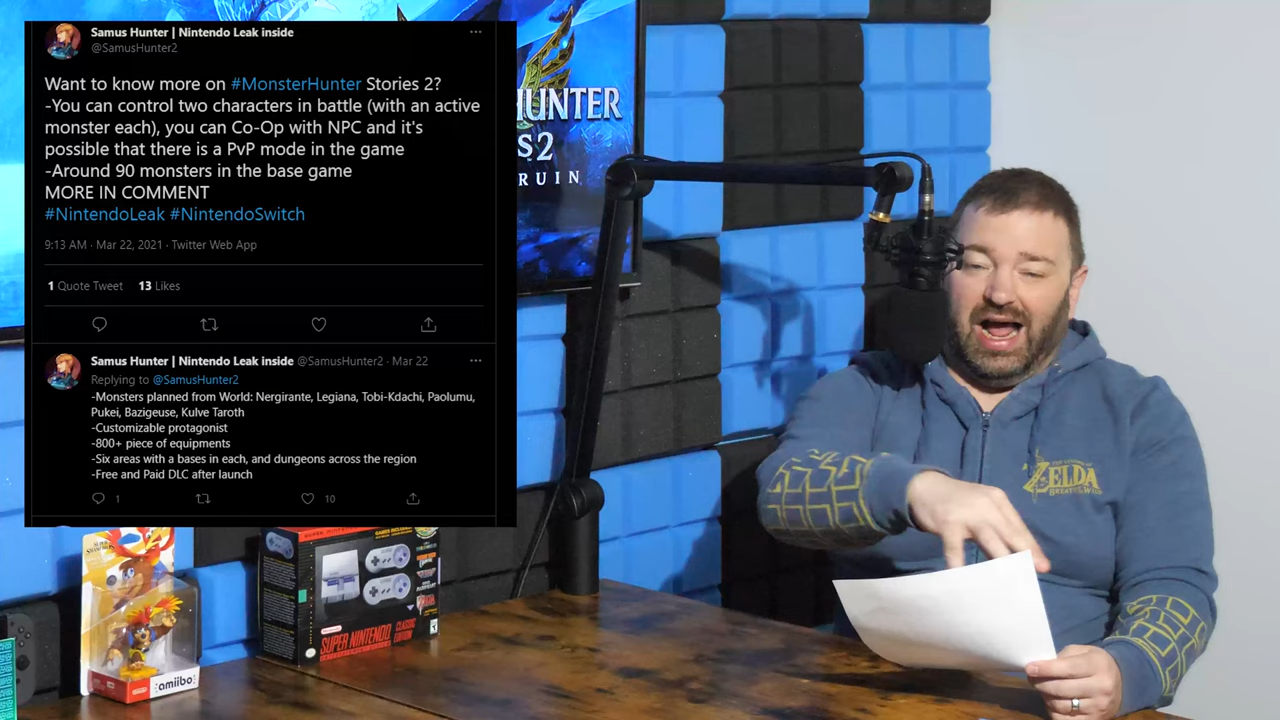 Samus Hunter | Nintendo Leak inside
@SamusHunter2
Want to know more on #MonsterHunter Stories 2?
-You can control two characters in battle (with an active
monster each), you can Co-Op with NPC and it's
possible that there is a PvP mode in the game
-Around 90 monsters in the base game
MORE IN COMMENT
#NintendoLeak #NintendoSwitch
9:13 AM · Mar 22, 2021 · Twitter Web App
1 Quote Tweet 13 Likes
Samus Hunter | Nintendo Leak inside @SamusHunter2 · Mar 22
Replying to @SamusHunter2
-Monsters planned from World: Nergirante, Legiana, Tobi-Kdachi, Paolumu,
Pukei, Bazigeuse, Kulve Taroth
-Customizable protagonist
-800+ piece of equipments
-Six areas with a bases in each, and dungeons across the region
-Free and Paid DLC after launch
1 10
HUNTER
S2
RUIN
ZELDA
SUPER NINTENDO
CLASSIC
EDITION
amiibo